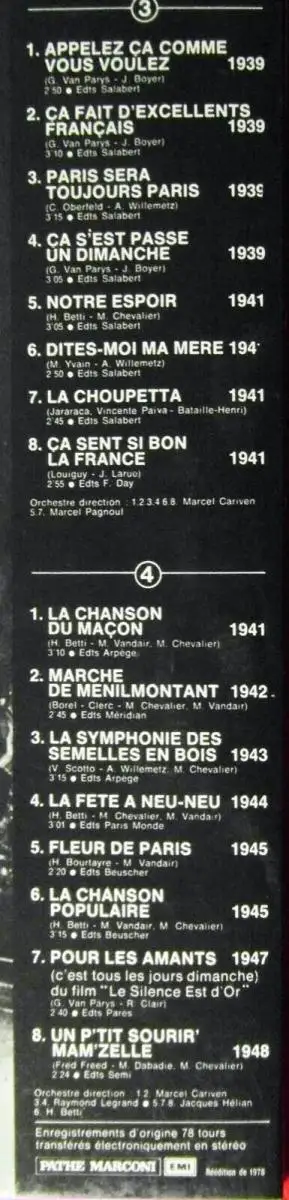 3
1. APPELEZ ÇA COMME
VOUS VOULEZ 1939
(G. Van Parys - J. Boyer)
2'50 ● Edts Salabert
2. ÇA FAIT D'EXCELLENTS
FRANÇAIS 1939
(G. Van Parys - J. Boyer)
3'10 ● Edts Salabert
3. PARIS SERA
TOUJOURS PARIS 1939
(C. Oberfeld - A. Willemetz)
3'15 ● Edts Salabert
4. ÇA S'EST PASSE
UN DIMANCHE 1939
(G. Van Parys - J. Boyer)
3'05 ● Edts Salabert
5. NOTRE ESPOIR 1941
(H. Betti - M. Chevalier)
3'05 ● Edts Salabert
6. DITES-MOI MA MERE 194
(M. Yvain - A. Willemetz)
2'50 ● Edts Salabert
7. LA CHOUPETTA 1941
(Jararaca, Vincente Paiva - Bataille-Henri)
2'45 ● Edts Salabert
8. ÇA SENT SI BON
LA FRANCE 1941
(Louiguy - J. Larue)
2'55 ● Edts F. Day
Orchestre direction : 1.2.3.4.6.8. Marcel Cariven
5.7. Marcel Pagnoul
4
1. LA CHANSON
DU MAÇON 1941
(H. Betti - M. Vandair, M. Chevalier)
3'10 ● Edts Arpège
2. MARCHE
DE MENILMONTANT 1942
(Borel - Clerc - M. Chevalier, M. Vandair)
2'45 ● Edts Méridian
3. LA SYMPHONIE DES
SEMELLES EN BOIS 1943
(V. Scotto - A. Willemetz, M. Chevalier)
3'15 ● Edts Arpège
4. LA FETE A NEU-NEU 1944
(H. Betti - M. Chevalier, M. Vandair)
3'01 ● Edts Paris Monde
5. FLEUR DE PARIS 1945
(H. Bourtayre - M. Vandair)
2'20 ● Edts Beuscher
6. LA CHANSON
POPULAIRE 1945
(H. Betti - M. Vandair, M. Chevalier)
3'15 ● Edts Beuscher
7. POUR LES AMANTS 1947
(c'est tous les jours dimanche)
du film "Le Silence Est d'Or"
(G. Van Parys - R. Clair)
2'40 ● Edts Pares
8. UN P'TIT SOURIR'
MAM'ZELLE 1948
(Fred Freed - M. Dabadie, M. Chevalier)
2'24 ● Edts Semi
Orchestre direction : 1.2. Marcel Cariven
3.4. Raymond Legrand ● 5.7.8. Jacques Hélian
6. H. Betti
Enregistrements d'origine 78 tours
transférés électroniquement en stéréo
PATHE MARCONI EMI Réédition de 1978